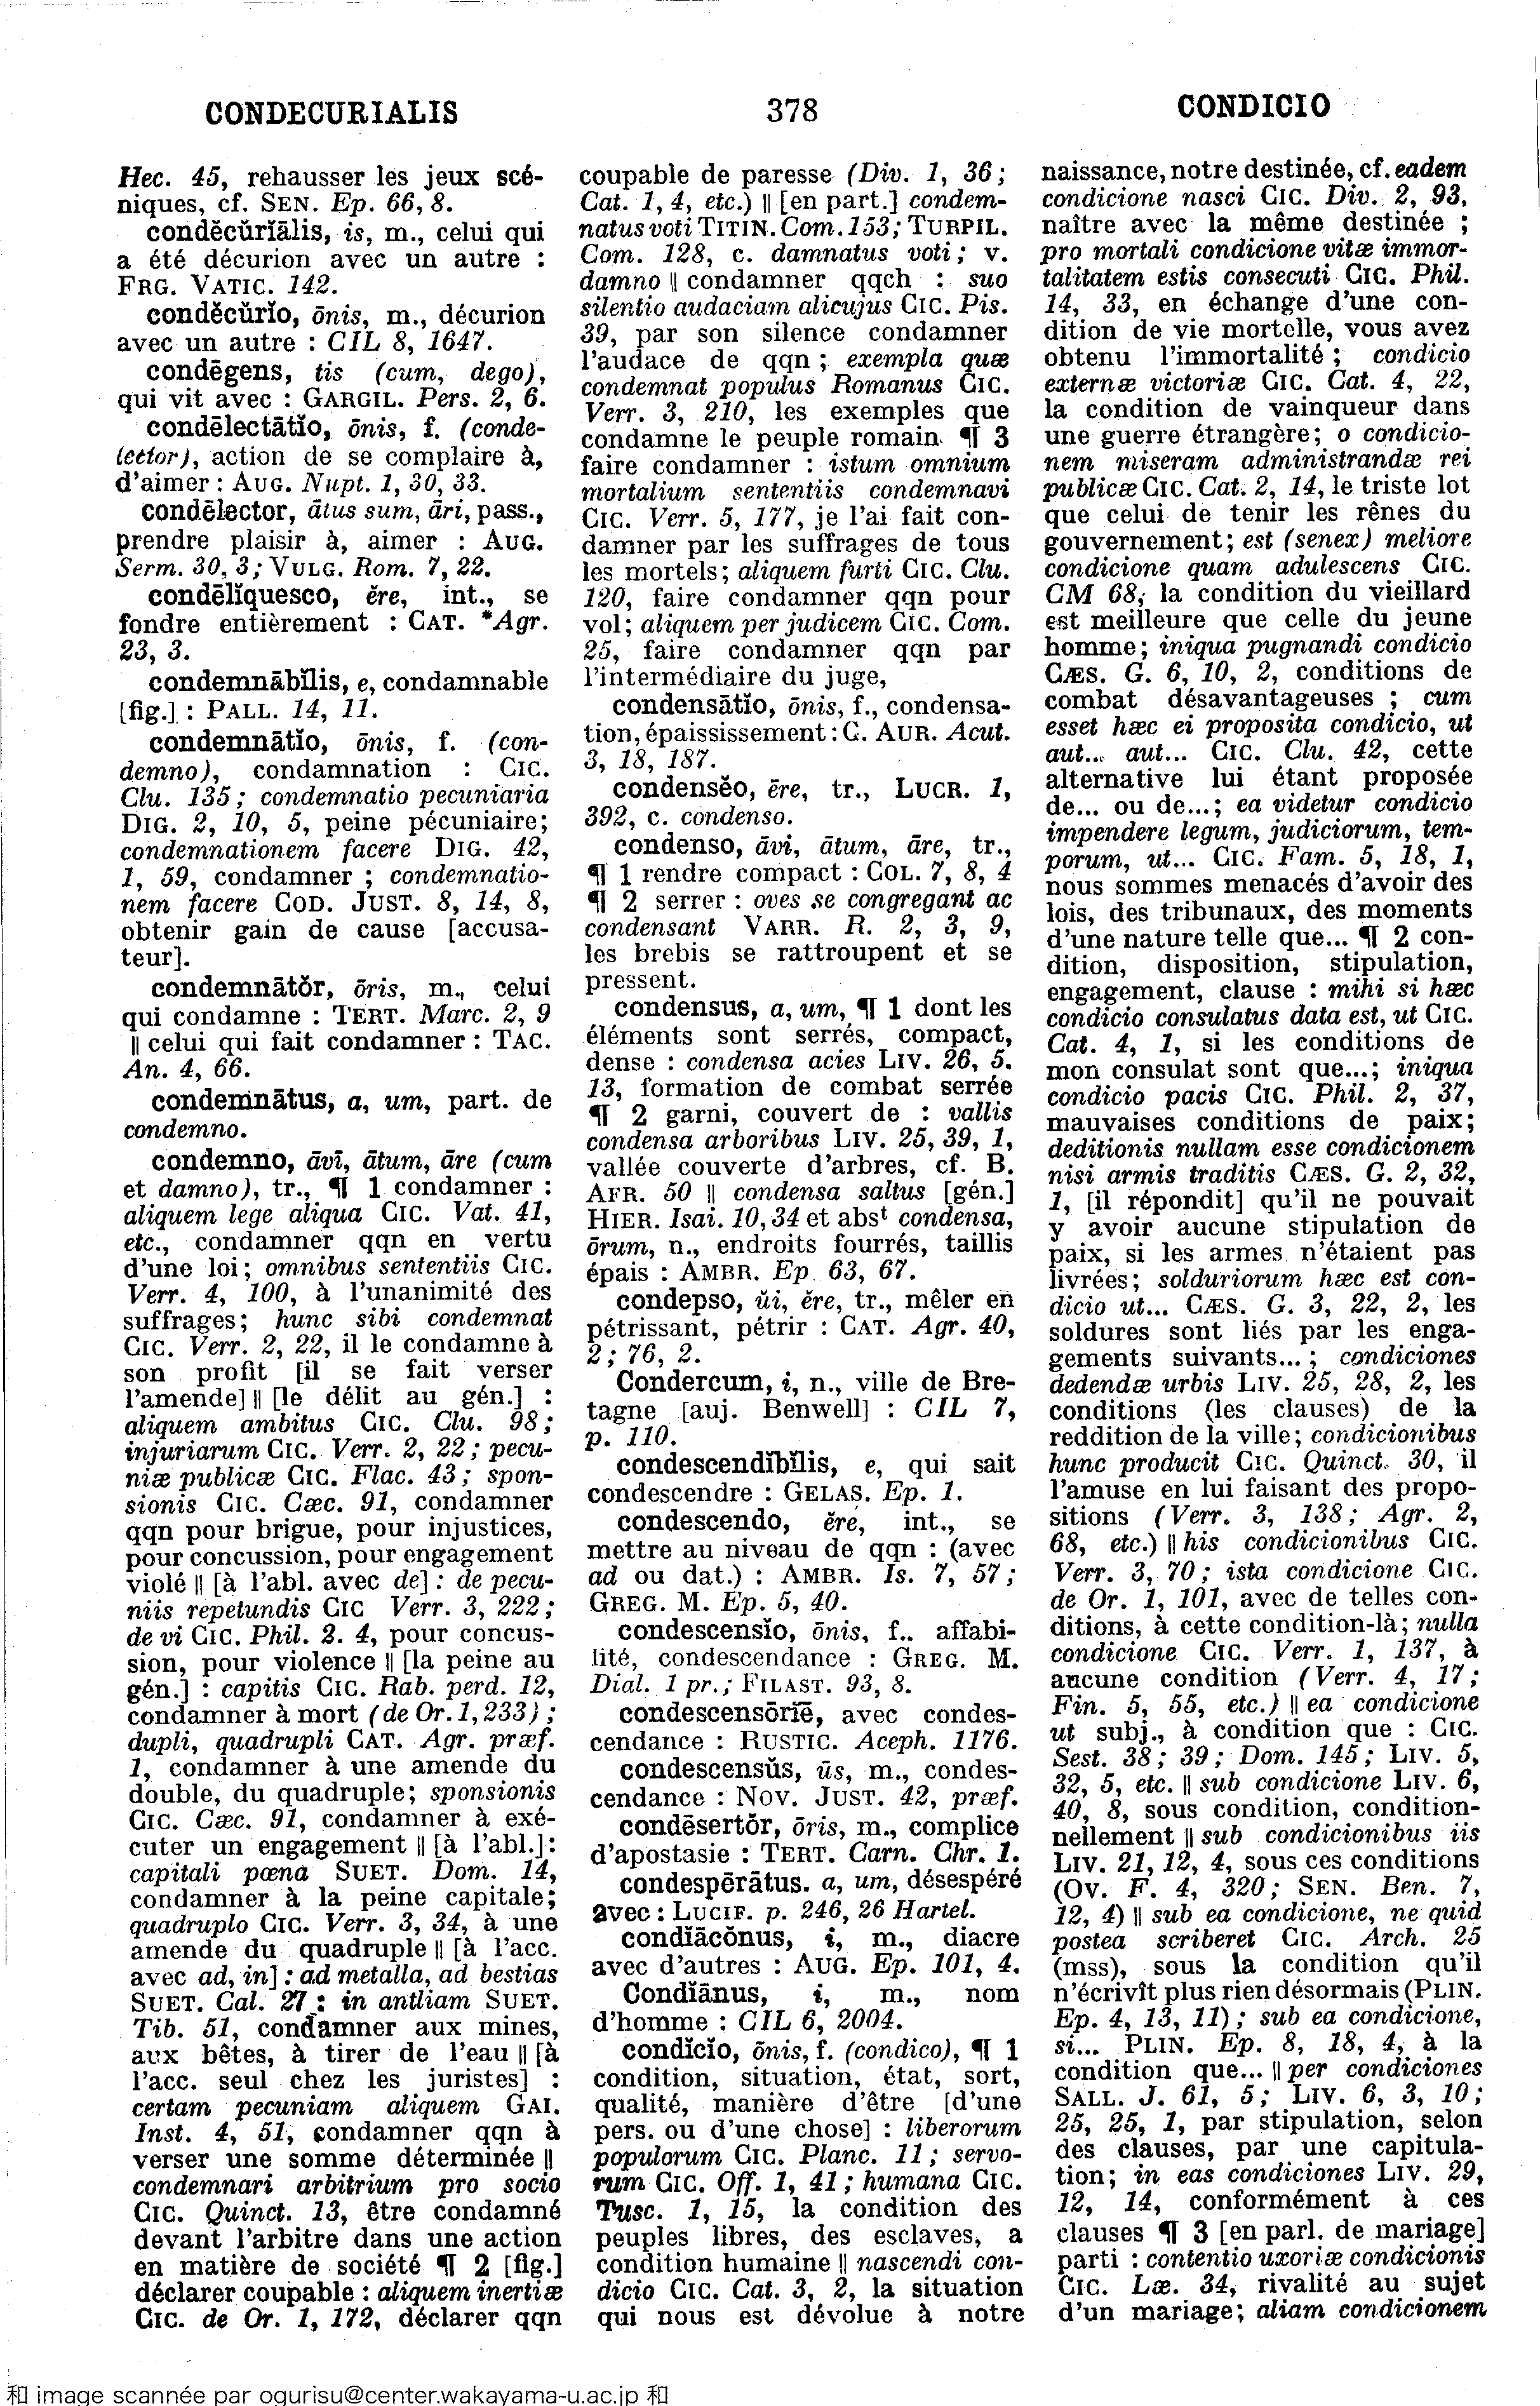 CONDECURIALIS
378
CONDICIO
Hec. 45, rehausser les jeux scé-
niques, cf. SEN. Ep. 66, 8.
condĕcŭrĭālis, is, m., celui qui
a été décurion avec un autre :
FRG. VATIC. 142.
condĕcŭrĭo, ōnis, m., décurion
avec un autre : CIL 8, 1647.
condēgens, tis (cum, dego),
qui vit avec : GARGIL. Pers. 2, 6.
condēlectātĭo, ōnis, f. (conde-
lector), action de se complaire à,
d'aimer : AUG. Nupt. 1, 30, 33.
condēlector, ātus sum, āri, pass.,
prendre plaisir à, aimer : AUG.
Serm. 30, 3; VULG. Rom. 7, 22.
condēlĭquesco, ĕre, int., se
fondre entièrement : CAT. *Agr.
23, 3.
condemnābĭlis, e, condamnable
[fig.] : PALL. 14, 11.
condemnātĭo, ōnis, f. (con-
demno), condamnation : CIC.
Clu. 135; condemnatio pecuniaria
DIG. 2, 10, 5, peine pécuniaire;
condemnationem facere DIG. 42,
1, 59, condamner ; condemnatio-
nem facere COD. JUST. 8, 14, 8,
obtenir gain de cause [accusa-
teur].
condemnātŏr, ōris, m., celui
qui condamne : TERT. Marc. 2, 9
‖ celui qui fait condamner : TAC.
An. 4, 66.
condemnātus, a, um, part. de
condemno.
condemno, āvī, ātum, āre (cum
et damno), tr., ¶ 1 condamner :
aliquem lege aliqua CIC. Vat. 41,
etc., condamner qqn en vertu
d'une loi; omnibus sententiis CIC.
Verr. 4, 100, à l'unanimité des
suffrages; hunc sibi condemnat
CIC. Verr. 2, 22, il le condamne à
son profit [il se fait verser
l'amende] ‖ [le délit au gén.] :
aliquem ambitus CIC. Clu. 98;
injuriarum CIC. Verr. 2, 22; pecu-
niæ publicæ CIC. Flac. 43; spon-
sionis CIC. Cæc. 91, condamner
qqn pour brigue, pour injustices,
pour concussion, pour engagement
violé ‖ [à l'abl. avec de] : de pecu-
niis repetundis CIC Verr. 3, 222;
de vi CIC. Phil. 2. 4, pour concus-
sion, pour violence ‖ [la peine au
gén.] : capitis CIC. Rab. perd. 12,
condamner à mort (de Or. 1, 233);
dupli, quadrupli CAT. Agr. præf.
1, condamner à une amende du
double, du quadruple; sponsionis
CIC. Cæc. 91, condamner à exé-
cuter un engagement ‖ [à l'abl.]:
capitali pœna SUET. Dom. 14,
condamner à la peine capitale;
quadruplo CIC. Verr. 3, 34, à une
amende du quadruple ‖ [à l'acc.
avec ad, in] : ad metalla, ad bestias
SUET. Cal. 27 : in antliam SUET.
Tib. 51, condamner aux mines,
aux bêtes, à tirer de l'eau ‖ [à
l'acc. seul chez les juristes] :
certam pecuniam aliquem GAI.
Inst. 4, 51, condamner qqn à
verser une somme déterminée ‖
condemnari arbitrium pro socio
CIC. Quinct. 13, être condamné
devant l'arbitre dans une action
en matière de société ¶ 2 [fig.]
déclarer coupable : aliquem inertiæ
CIC. de Or. 1, 172, déclarer qqn
coupable de paresse (Div. 1, 36;
Cat. 1, 4, etc.) ‖ [en part.] condem-
natus voti TITIN. Com. 153; TURPIL.
Com. 128, c. damnatus voti; v.
damno ‖ condamner qqch : suo
silentio audaciam alicujus CIC. Pis.
39, par son silence condamner
l'audace de qqn ; exempla quæ
condemnat populus Romanus CIC.
Verr. 3, 210, les exemples que
condamne le peuple romain ¶ 3
faire condamner : istum omnium
mortalium sententiis condemnavi
CIC. Verr. 5, 177, je l'ai fait con-
damner par les suffrages de tous
les mortels; aliquem furti CIC. Clu.
120, faire condamner qqn pour
vol; aliquem per judicem CIC. Com.
25, faire condamner qqn par
l'intermédiaire du juge,
condensātĭo, ōnis, f., condensa-
tion, épaississement : C. AUR. Acut.
3, 18, 187.
condensĕo, ēre, tr., LUCR. 1,
392, c. condenso.
condenso, āvi, ātum, āre, tr.,
¶ 1 rendre compact : COL. 7, 8, 4
¶ 2 serrer : oves se congregant ac
condensant VARR. R. 2, 3, 9,
les brebis se rattroupent et se
pressent.
condensus, a, um, ¶ 1 dont les
éléments sont serrés, compact,
dense : condensa acies LIV. 26, 5.
13, formation de combat serrée
¶ 2 garni, couvert de : vallis
condensa arboribus LIV. 25, 39, 1,
vallée couverte d'arbres, cf. B.
AFR. 50 ‖ condensa saltus [gén.]
HIER. Isai. 10, 34 et absᵗ condensa,
ōrum, n., endroits fourrés, taillis
épais : AMBR. Ep 63, 67.
condepso, ŭi, ĕre, tr., mêler en
pétrissant, pétrir : CAT. Agr. 40,
2; 76, 2.
Condercum, i, n., ville de Bre-
tagne [auj. Benwell] : CIL 7,
p. 110.
condescendĭbĭlis, e, qui sait
condescendre : GELAS. Ep. 1.
condescendo, ĕre, int., se
mettre au niveau de qqn : (avec
ad ou dat.) : AMBR. Is. 7, 57;
GREG. M. Ep. 5, 40.
condescensĭo, ōnis, f.. affabi-
lité, condescendance : GREG. M.
Dial. 1 pr.; FILAST. 93, 8.
condescensōrĭē, avec condes-
cendance : RUSTIC. Aceph. 1176.
condescensŭs, ūs, m., condes-
cendance : NOV. JUST. 42, præf.
condēsertŏr, ōris, m., complice
d'apostasie : TERT. Carn. Chr. 1.
condespērātus. a, um, désespéré
avec : LUCIF. p. 246, 26 Hartel.
condĭācŏnus, i, m., diacre
avec d'autres : AUG. Ep. 101, 4.
Condĭānus, i, m., nom
d'homme : CIL 6, 2004.
condĭcĭo, ōnis, f. (condico), ¶ 1
condition, situation, état, sort,
qualité, manière d'être [d'une
pers. ou d'une chose] : liberorum
populorum CIC. Planc. 11; servo-
rum CIC. Off. 1, 41; humana CIC.
Tusc. 1, 15, la condition des
peuples libres, des esclaves, a
condition humaine ‖ nascendi con-
dicio CIC. Cat. 3, 2, la situation
qui nous est dévolue à notre
naissance, notre destinée, cf. eadem
condicione nasci CIC. Div. 2, 93,
naître avec la même destinée ;
pro mortali condicione vitæ immor-
talitatem estis consecuti CIC. Phil.
14, 33, en échange d'une con-
dition de vie mortelle, vous avez
obtenu l'immortalité ; condicio
externæ victoriæ CIC. Cat. 4, 22,
la condition de vainqueur dans
une guerre étrangère; o condicio-
nem miseram administrandæ rei
publicæ CIC. Cat. 2, 14, le triste lot
que celui de tenir les rênes du
gouvernement; est (senex) meliore
condicione quam adulescens CIC.
CM 68, la condition du vieillard
est meilleure que celle du jeune
homme; iniqua pugnandi condicio
CÆS. G. 6, 10, 2, conditions de
combat désavantageuses ; cum
esset hæc ei proposita condicio, ut
aut... aut... CIC. Clu. 42, cette
alternative lui étant proposée
de... ou de...; ea videtur condicio
impendere legum, judiciorum, tem-
porum, ut... CIC. Fam. 5, 18, 1,
nous sommes menacés d'avoir des
lois, des tribunaux, des moments
d'une nature telle que... ¶ 2 con-
dition, disposition, stipulation,
engagement, clause : mihi si hæc
condicio consulatus data est, ut CIC.
Cat. 4, 1, si les conditions de
mon consulat sont que...; iniqua
condicio pacis CIC. Phil. 2, 37,
mauvaises conditions de paix;
deditionis nullam esse condicionem
nisi armis traditis CÆS. G. 2, 32,
1, [il répondit] qu'il ne pouvait
y avoir aucune stipulation de
paix, si les armes n'étaient pas
livrées; solduriorum hæc est con-
dicio ut... CÆS. G. 3, 22, 2, les
soldures sont liés par les enga-
gements suivants... ; condiciones
dedendæ urbis LIV. 25, 28, 2, les
conditions (les clauses) de la
reddition de la ville; condicionibus
hunc producit CIC. Quinct. 30, il
l'amuse en lui faisant des propo-
sitions (Verr. 3, 138; Agr. 2,
68, etc.) ‖ his condicionibus CIC.
Verr. 3, 70; ista condicione CIC.
de Or. 1, 101, avec de telles con-
ditions, à cette condition-là; nulla
condicione CIC. Verr. 1, 137, à
aucune condition (Verr. 4, 17;
Fin. 5, 55, etc.) ‖ ea condicione
ut subj., à condition que : CIC.
Sest. 38; 39; Dom. 145; LIV. 5,
32, 5, etc. ‖ sub condicione LIV. 6,
40, 8, sous condition, condition-
nellement ‖ sub condicionibus iis
LIV. 21, 12, 4, sous ces conditions
(OV. F. 4, 320; SEN. Ben. 7,
12, 4) ‖ sub ea condicione, ne quid
postea scriberet CIC. Arch. 25
(mss), sous la condition qu'il
n'écrivît plus rien désormais (PLIN.
Ep. 4, 13, 11); sub ea condicione,
si... PLIN. Ep. 8, 18, 4, à la
condition que... ‖ per condiciones
SALL. J. 61, 5; LIV. 6, 3, 10;
25, 25, 1, par stipulation, selon
des clauses, par une capitula-
tion; in eas condiciones LIV. 29,
12, 14, conformément à ces
clauses ¶ 3 [en parl. de mariage]
parti : contentio uxoriæ condicionis
CIC. Læ. 34, rivalité au sujet
d'un mariage; aliam condicionem
和 image scannée par ogurisu@center.wakayama-u.ac.jp 和